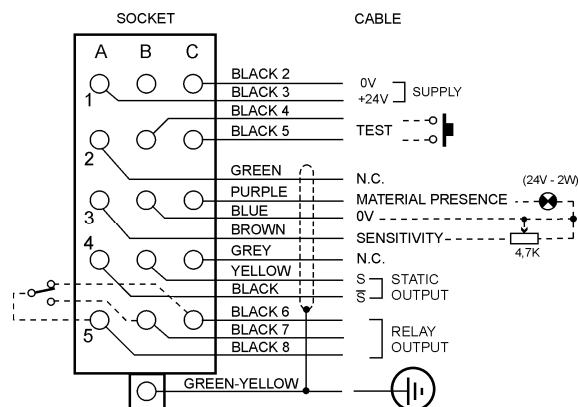 SOCKET CABLE
A B C
BLACK 2 0V
1 BLACK 3 +24V SUPPLY
BLACK 4
BLACK 5 TEST
2
GREEN N.C. (24V - 2W)
PURPLE MATERIAL PRESENCE
3 BLUE 0V
BROWN SENSITIVITY 4,7K
4 GREY N.C.
YELLOW S STATIC
BLACK S̅ OUTPUT
BLACK 6
5 BLACK 7 RELAY
BLACK 8 OUTPUT
GREEN-YELLOW